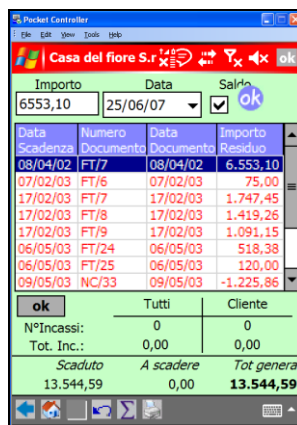 Pocket Controller
File Edit View Tools Help
Casa del fiore S.r ok
Importo Data Saldo
6553,10 25/06/07 ok
Data Scadenza Numero Documento Data Documento Importo Residuo
08/04/02 FT/7 08/04/02 6.553,10
07/02/03 FT/6 07/02/03 75,00
17/02/03 FT/7 17/02/03 1.747,45
17/02/03 FT/8 17/02/03 1.419,26
17/02/03 FT/9 17/02/03 1.091,15
06/05/03 FT/24 06/05/03 518,38
06/05/03 FT/25 06/05/03 120,00
09/05/03 NC/33 09/05/03 -1.225,86
ok Tutti Cliente
N°Incassi: 0 0
Tot. Inc.: 0,00 0,00
Scaduto A scadere Tot genera
13.544,59 0,00 13.544,59